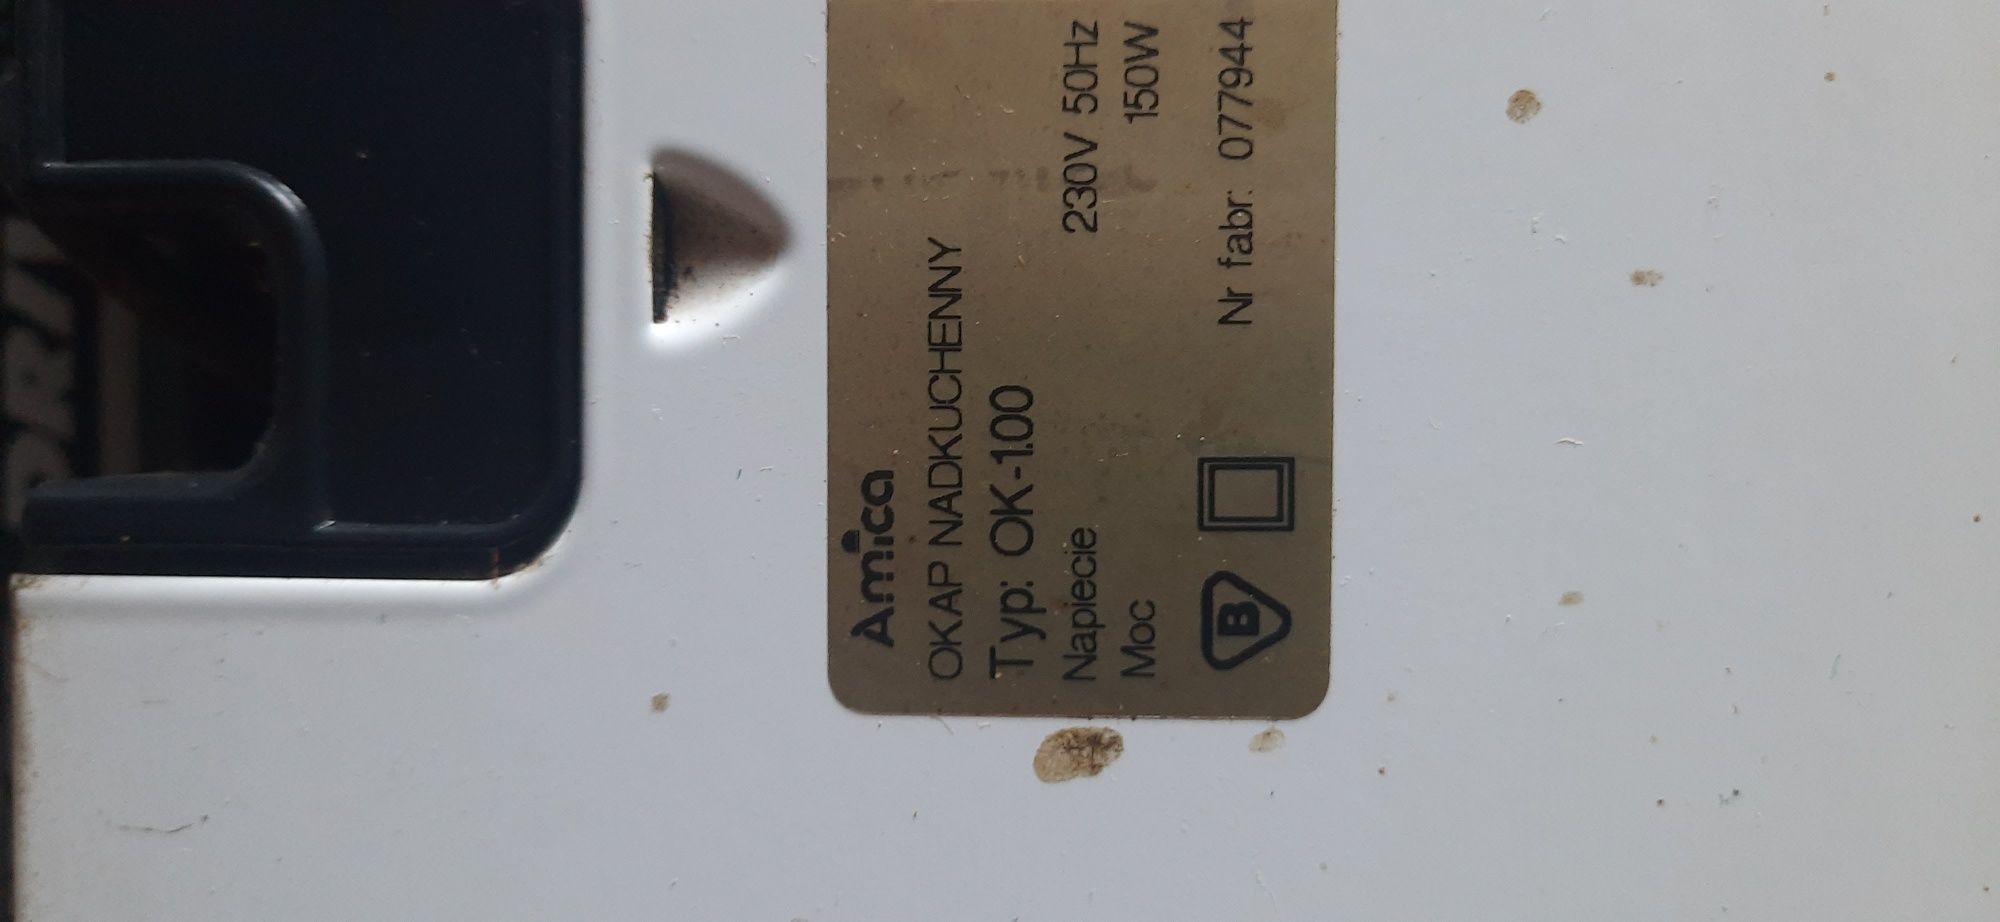 Amica
OKAP NADKUCHENNY
Typ: OK-1.00
Napiecie 230V 50Hz
Moc 150W
B
Nr fabr: 077944